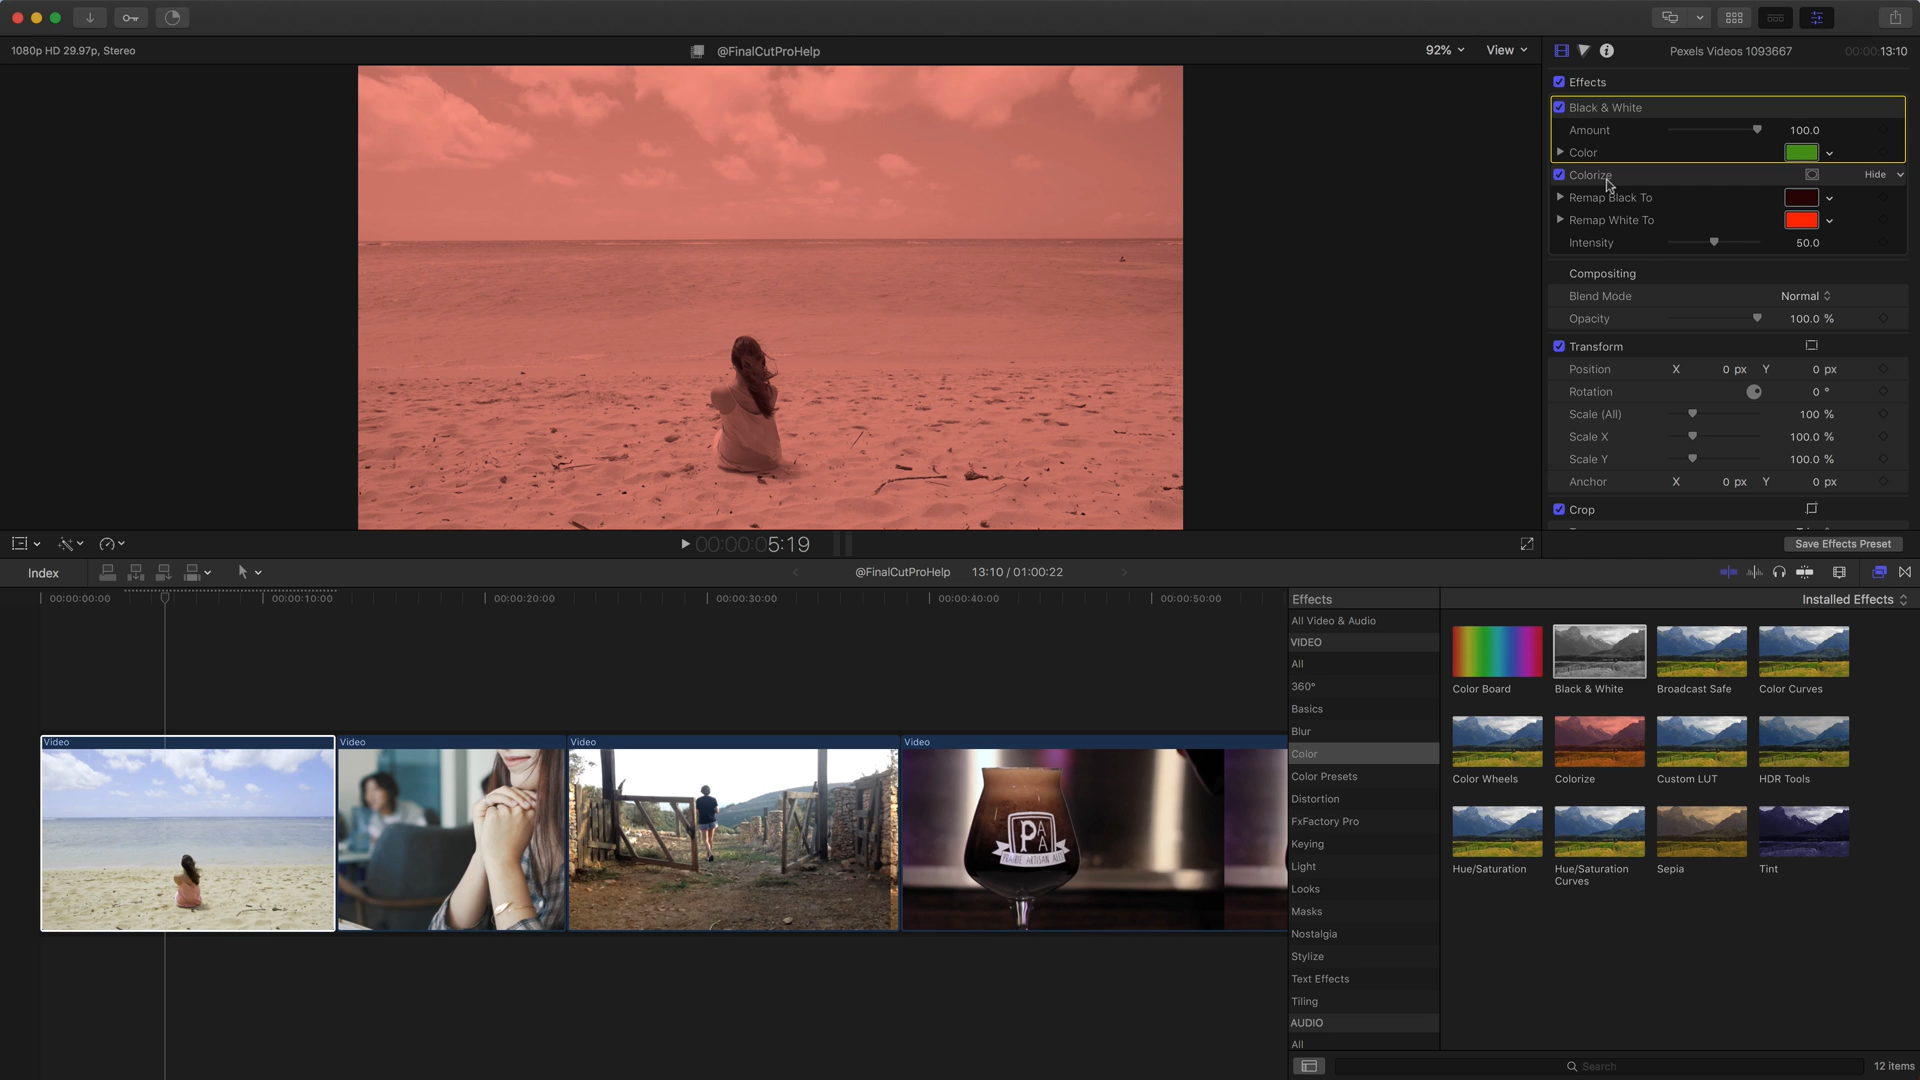 1080p HD 29.97p, Stereo
@FinalCutProHelp
92%
View
Pexels Videos 1093667
00:00:13:10
Effects
Black & White
Amount 100.0
Color
Colorize Hide
Remap Black To
Remap White To
Intensity 50.0
Compositing
Blend Mode Normal
Opacity 100.0 %
Transform
Position X 0 px Y 0 px
Rotation 0 °
Scale (All) 100 %
Scale X 100.0 %
Scale Y 100.0 %
Anchor X 0 px Y 0 px
Crop
00:00:05:19
Save Effects Preset
Index
@FinalCutProHelp 13:10 / 01:00:22
00:00:00:00 00:00:10:00 00:00:20:00 00:00:30:00 00:00:40:00 00:00:50:00
Video
Video
Video
Video
PAA
PRAIRIE ARTISAN ALES
Effects
Installed Effects
All Video & Audio
VIDEO
All
360°
Basics
Blur
Color
Color Presets
Distortion
FxFactory Pro
Keying
Light
Looks
Masks
Nostalgia
Stylize
Text Effects
Tiling
AUDIO
All
Color Board
Black & White
Broadcast Safe
Color Curves
Color Wheels
Colorize
Custom LUT
HDR Tools
Hue/Saturation
Hue/Saturation
Curves
Sepia
Tint
Search
12 items